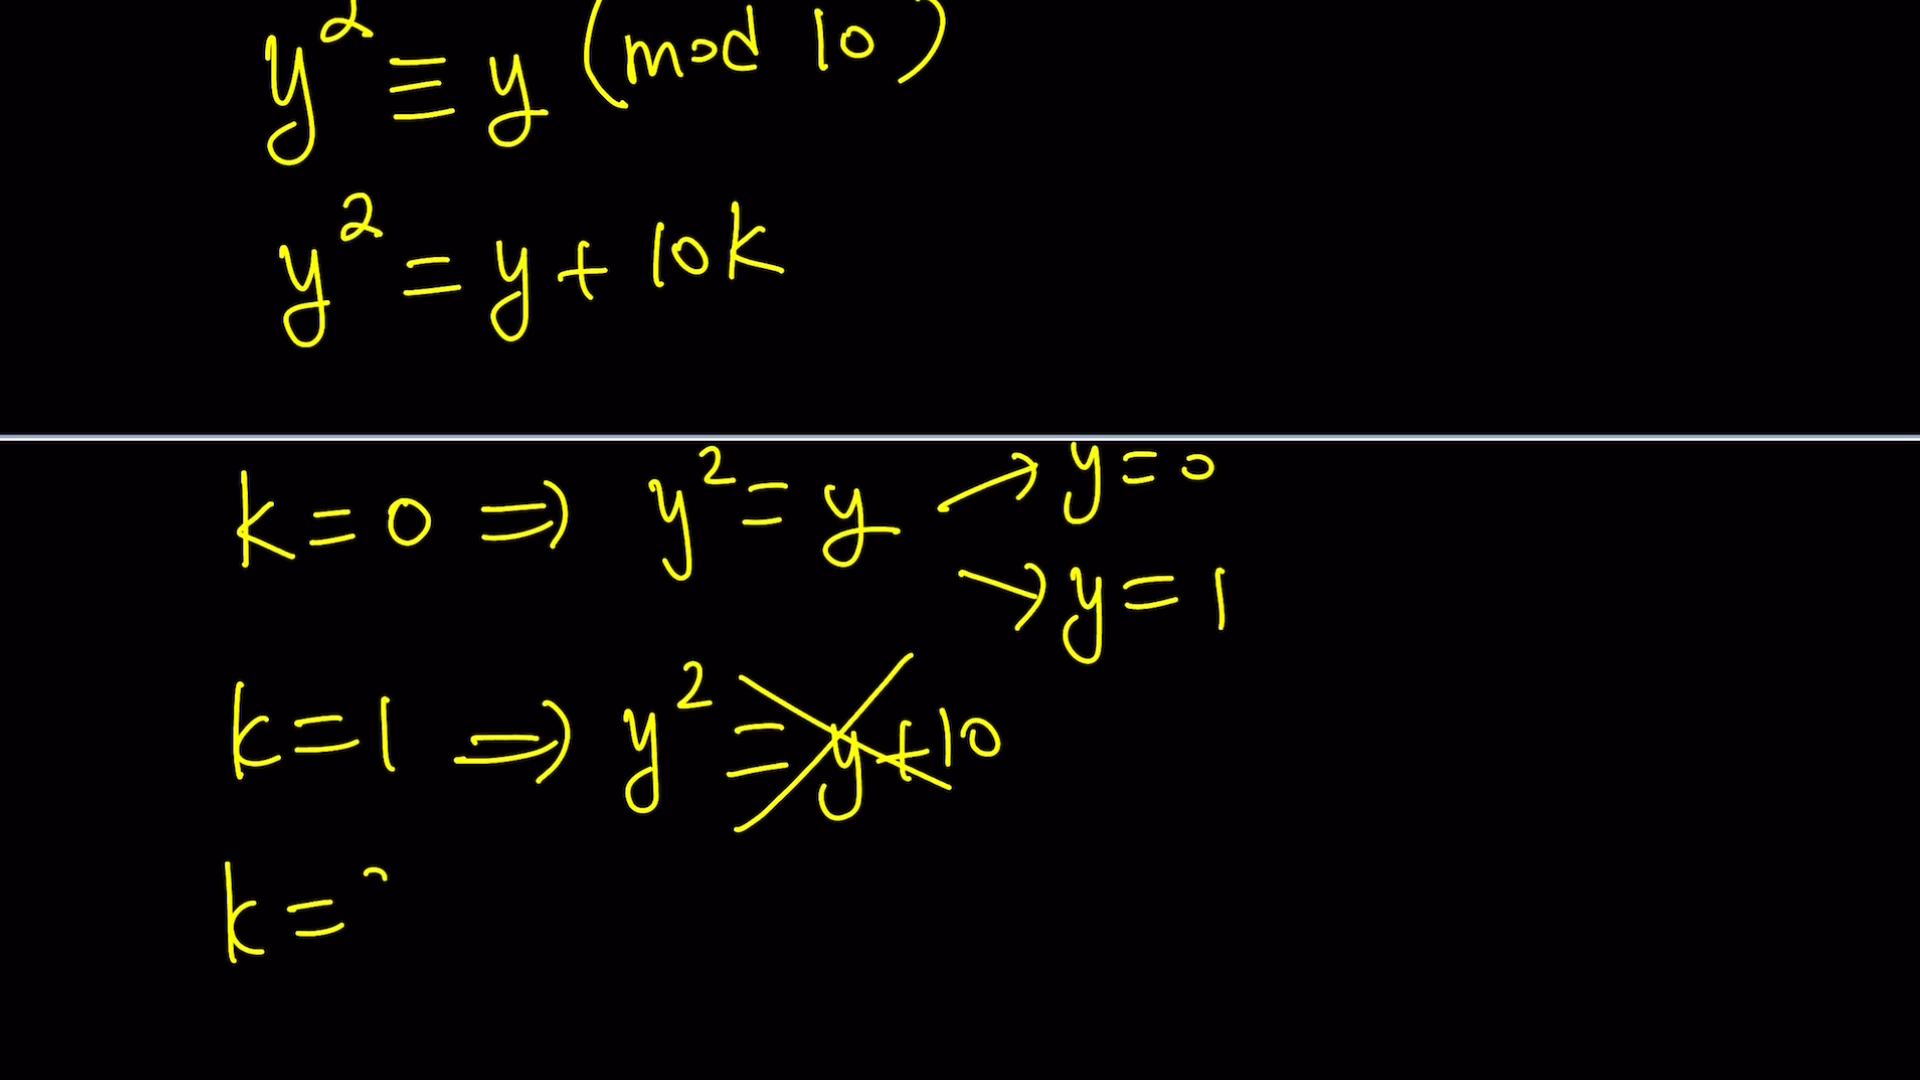 y² ≡ y (mod 10)
y² = y + 10k
k = 0 ⇒ y² = y → y = 0
→ y = 1
k = 1 ⇒ y² = y + 10
k =